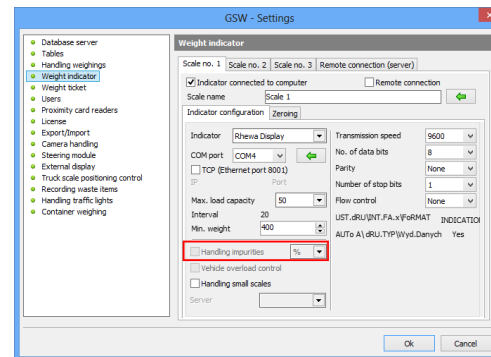 GSW - Settings
Database server
Tables
Handling weighings
Weight indicator
Weight ticket
Users
Proximity card readers
License
Export/Import
Camera handling
Steering module
External display
Truck scale positioning control
Recording waste items
Handling traffic lights
Container weighing
Weight indicator
Scale no. 1 Scale no. 2 Scale no. 3 Remote connection (server)
Indicator connected to computer Remote connection
Scale name Scale 1
Indicator configuration Zeroing
Indicator Rhewa Display
COM port COM4
TCP (Ethernet port 8001)
IP Port
Max. load capacity 50
Interval 20
Min. weight 400
Handling impurities %
Vehicle overload control
Handling small scales
Server
Transmission speed 9600
No. of data bits 8
Parity None
Number of stop bits 1
Flow control None
UST.dRU\INT.FA.x\FoRMAT INDICATIO
AUTo A\ dRU.TYP\Wyd.Danych Yes
Ok Cancel